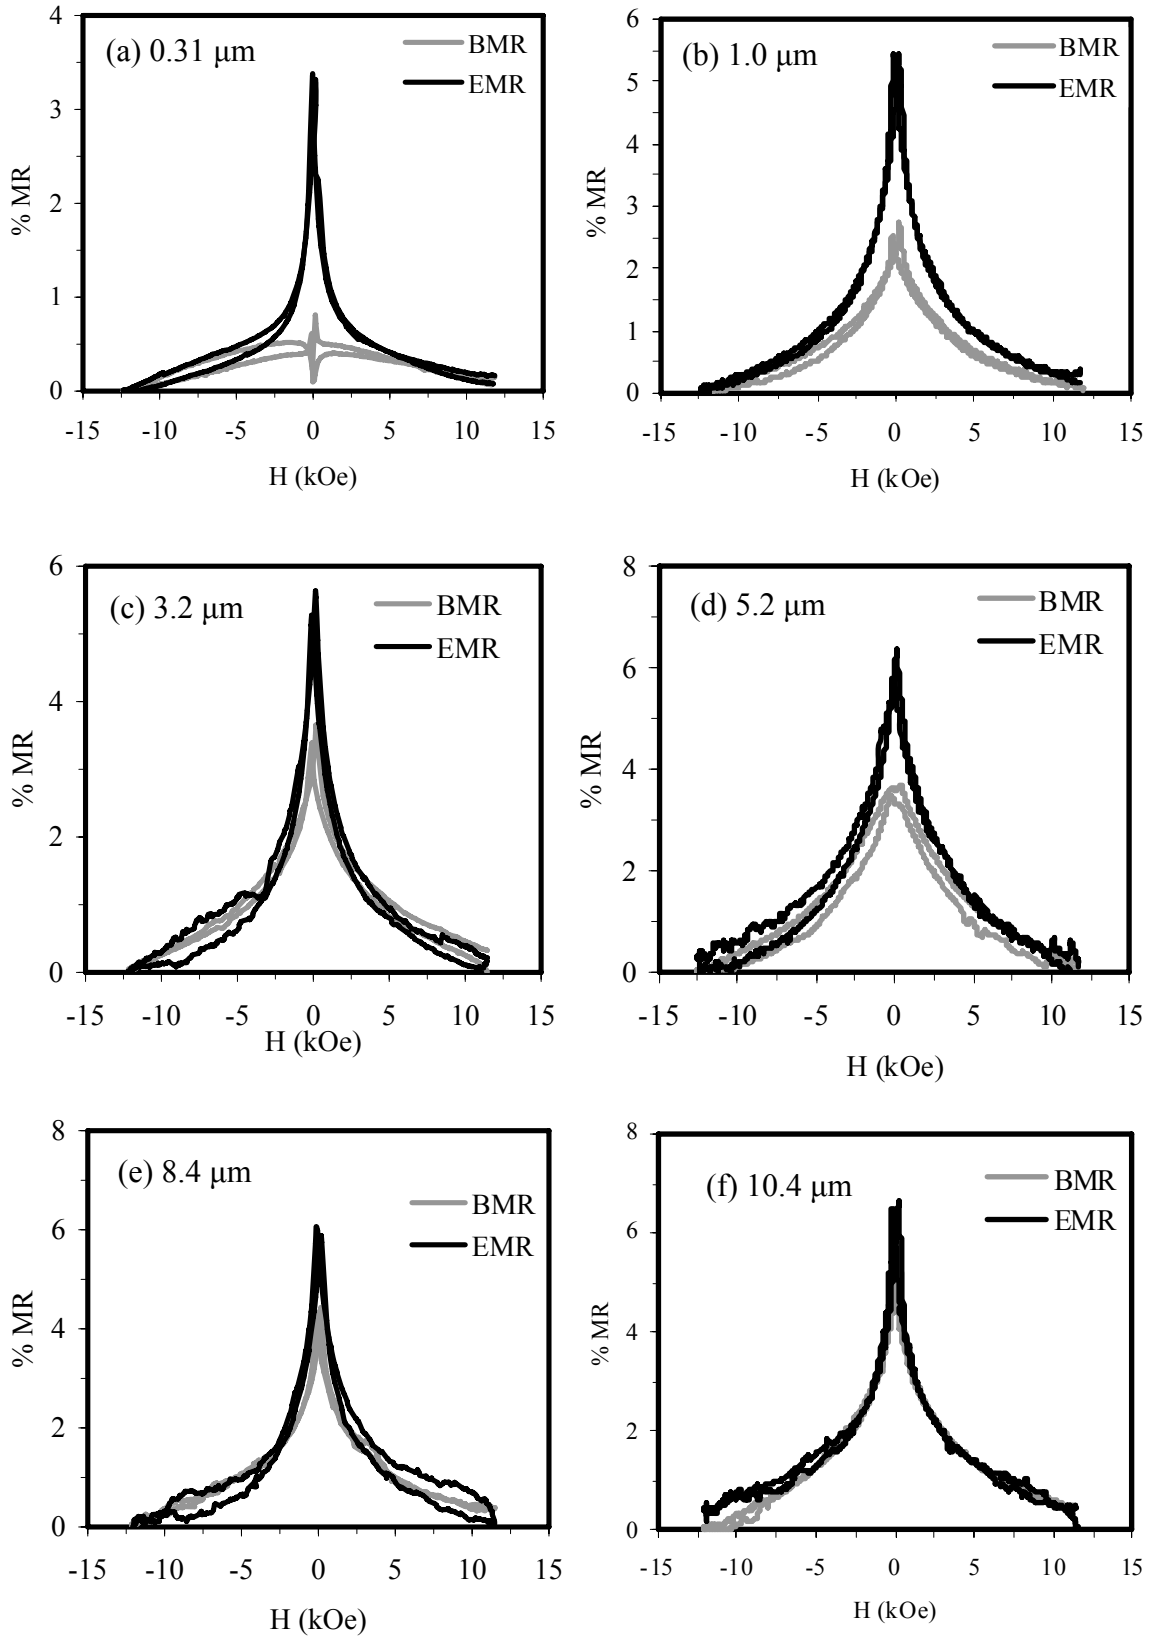 (a) 0.31 μm
BMR
EMR
4
3
2
1
0
% MR
-15 -10 -5 0 5 10 15
H (kOe)
(b) 1.0 μm
BMR
EMR
6
5
4
3
2
1
0
% MR
-15 -10 -5 0 5 10 15
H (kOe)
(c) 3.2 μm
BMR
EMR
6
4
2
0
% MR
-15 -10 -5 0 5 10 15
H (kOe)
(d) 5.2 μm
BMR
EMR
8
6
4
2
0
% MR
-15 -10 -5 0 5 10 15
H (kOe)
(e) 8.4 μm
BMR
EMR
8
6
4
2
0
% MR
-15 -10 -5 0 5 10 15
H (kOe)
(f) 10.4 μm
BMR
EMR
8
6
4
2
0
% MR
-15 -10 -5 0 5 10 15
H (kOe)